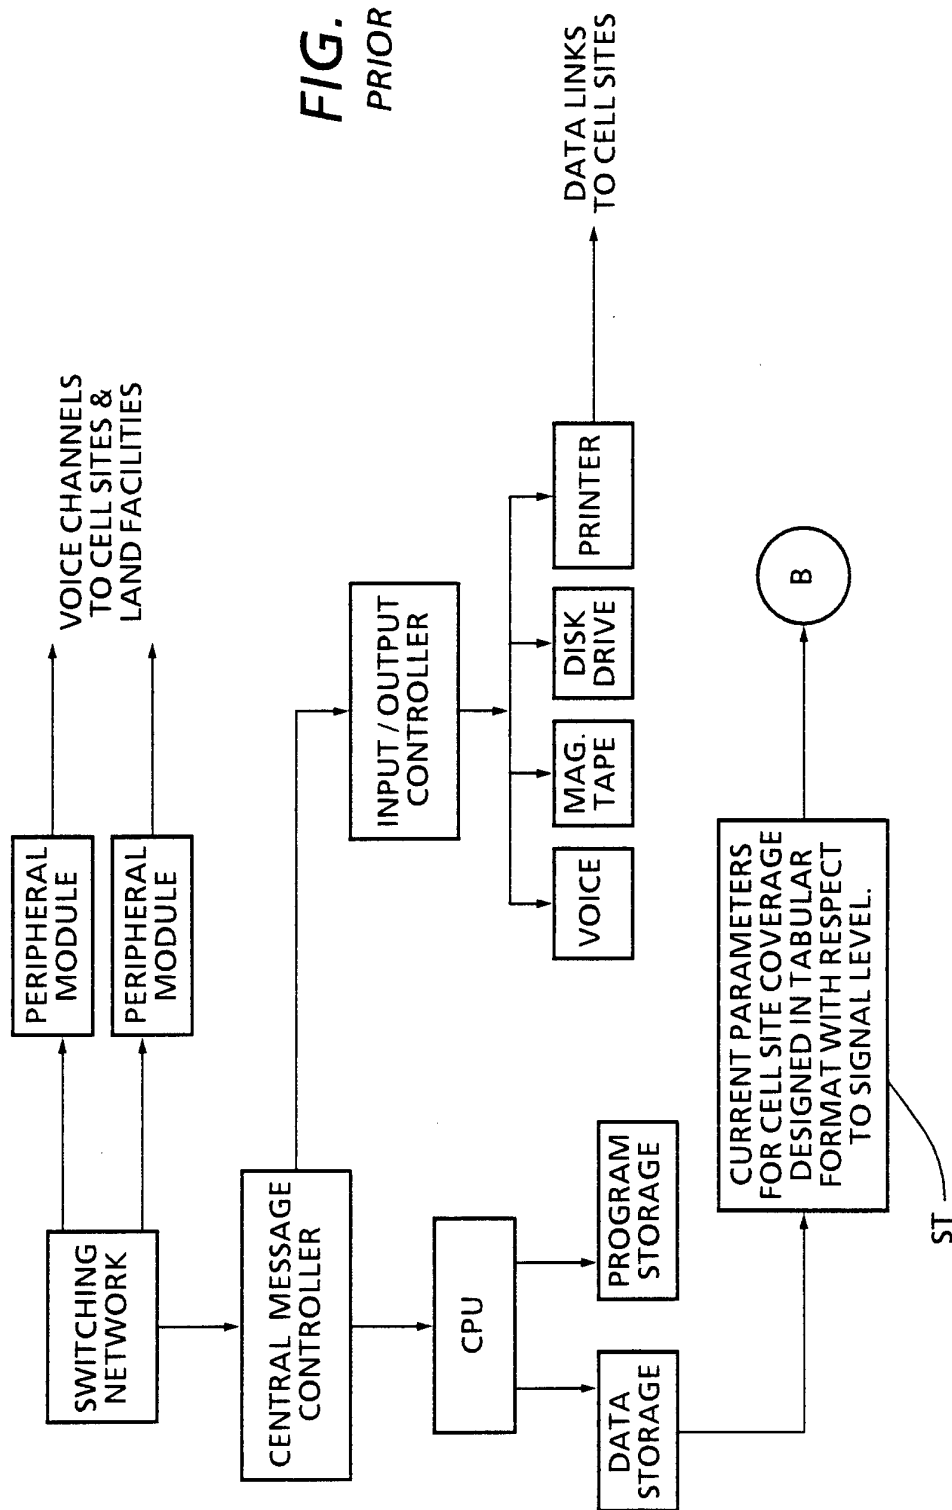 FIG.
PRIOR
VOICE CHANNELS
TO CELL SITES &
LAND FACILITIES
PERIPHERAL
MODULE
PERIPHERAL
MODULE
SWITCHING
NETWORK
CENTRAL MESSAGE
CONTROLLER
INPUT / OUTPUT
CONTROLLER
CPU
VOICE
MAG.
TAPE
DISK
DRIVE
PRINTER
DATA LINKS
TO CELL SITES
DATA
STORAGE
PROGRAM
STORAGE
CURRENT PARAMETERS
FOR CELL SITE COVERAGE
DESIGNED IN TABULAR
FORMAT WITH RESPECT
TO SIGNAL LEVEL.
B
ST